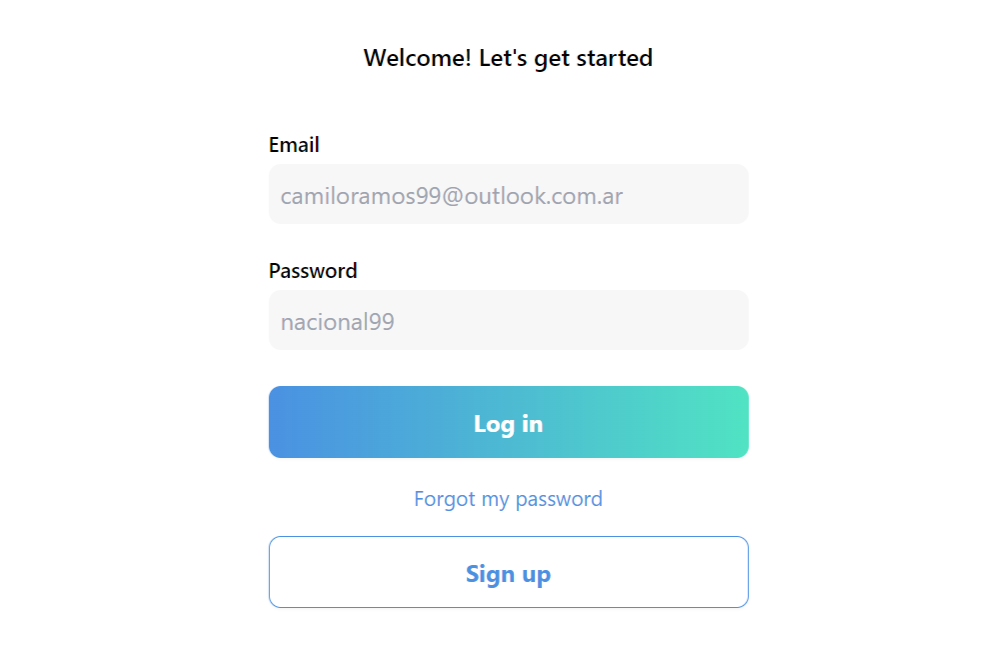 Welcome! Let's get started
Email
camiloramos99@outlook.com.ar
Password
nacional99
Log in
Forgot my password
Sign up